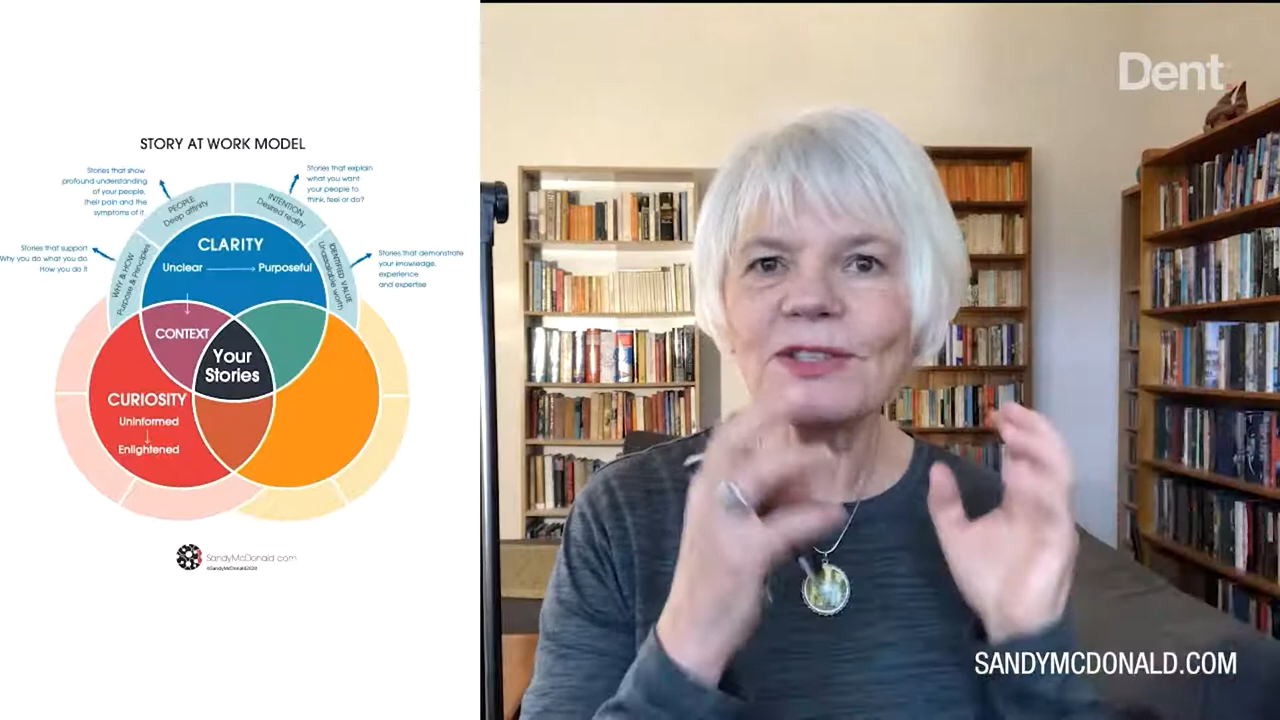 STORY AT WORK MODEL
Stories that show
profound understanding
of your people,
their pain and the
symptoms of it
Stories that explain
what you want
your people to
think, feel or do?
PEOPLE
Deep affinity
INTENTION
Desired reality
Stories that support
Why you do what you do
How you do it
WHY & HOW
Purpose & Principles
IDENTIFIED VALUE
Unassailable worth
Stories that demonstrate
your knowledge,
experience
and expertise
CLARITY
Unclear
Purposeful
CONTEXT
Your
Stories
CURIOSITY
Uninformed
Enlightened
SandyMcDonald com
©SandyMcDonald2020
Dent
SANDYMCDONALD.COM